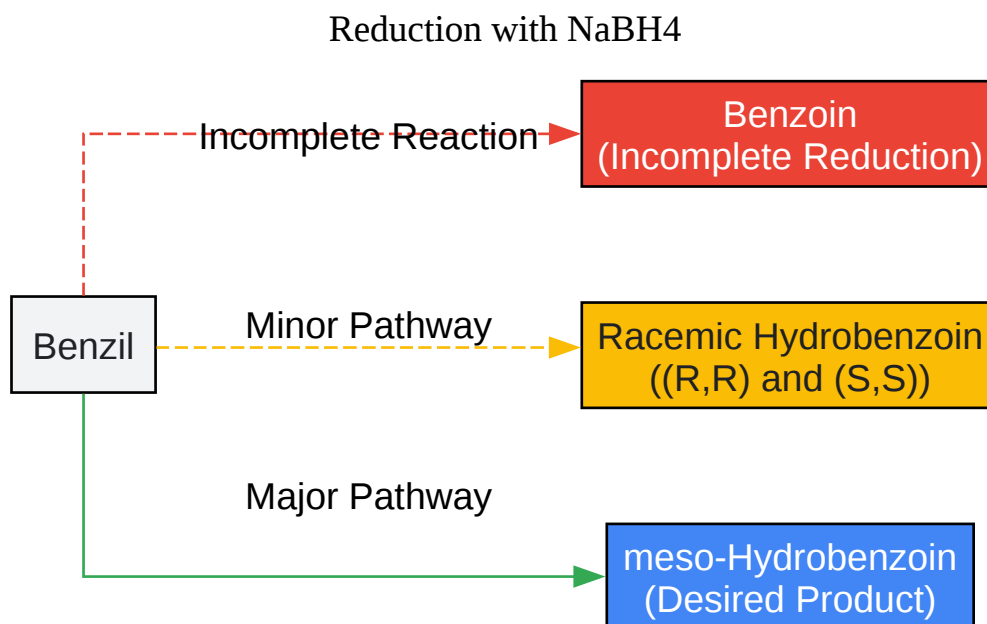 Reduction with NaBH4
Incomplete Reaction
Benzoin
(Incomplete Reduction)
Benzil
Minor Pathway
Racemic Hydrobenzoin
((R,R) and (S,S))
Major Pathway
meso-Hydrobenzoin
(Desired Product)